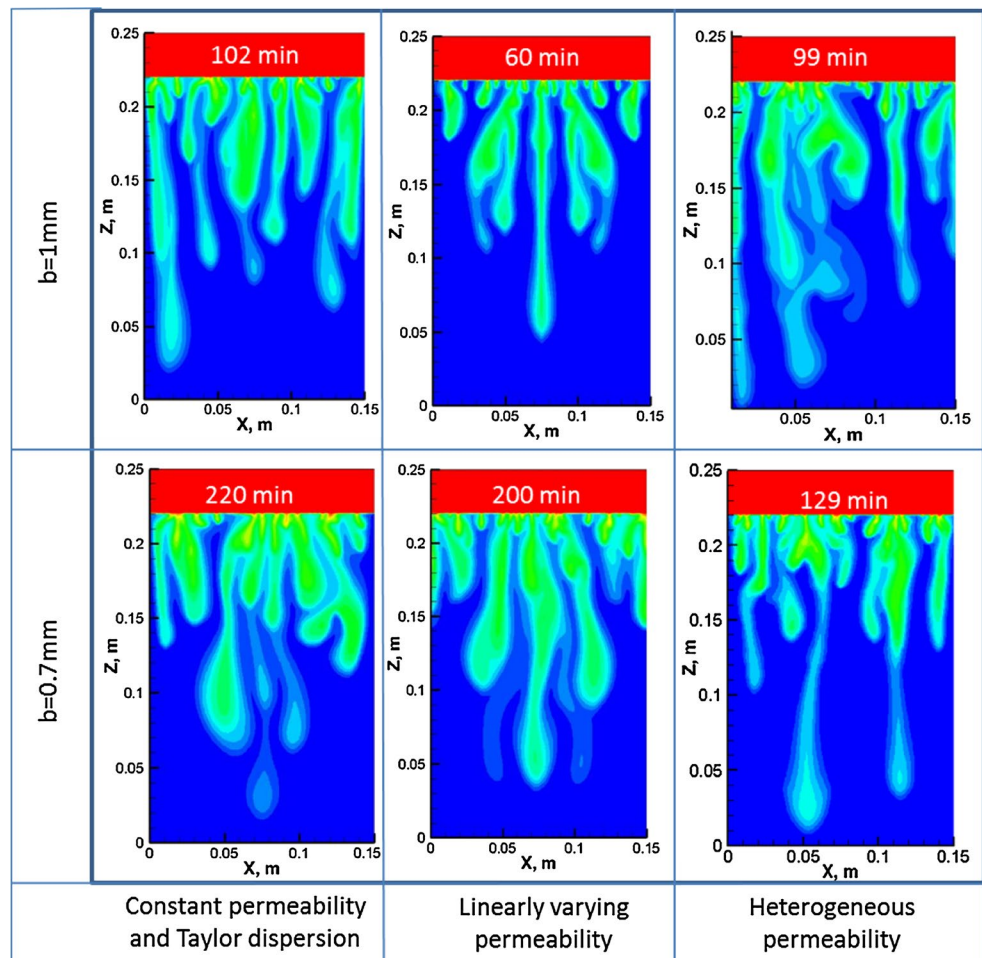 b=1mm
0.25
102 min
0.2
0.15
Z, m
0.1
0.05
0
0 0.05 0.1 0.15
X, m
0.25
60 min
0.2
0.15
Z, m
0.1
0.05
0
0 0.05 0.1 0.15
X, m
0.25
99 min
0.2
0.15
Z, m
0.1
0.05
0
0.05 0.1 0.15
X, m
b=0.7mm
0.25
220 min
0.2
0.15
Z, m
0.1
0.05
0
0 0.05 0.1 0.15
X, m
0.25
200 min
0.2
0.15
Z, m
0.1
0.05
0
0 0.05 0.1 0.15
X, m
0.25
129 min
0.2
0.15
Z, m
0.1
0.05
0
0 0.05 0.1 0.15
X, m
Constant permeability
and Taylor dispersion
Linearly varying
permeability
Heterogeneous
permeability